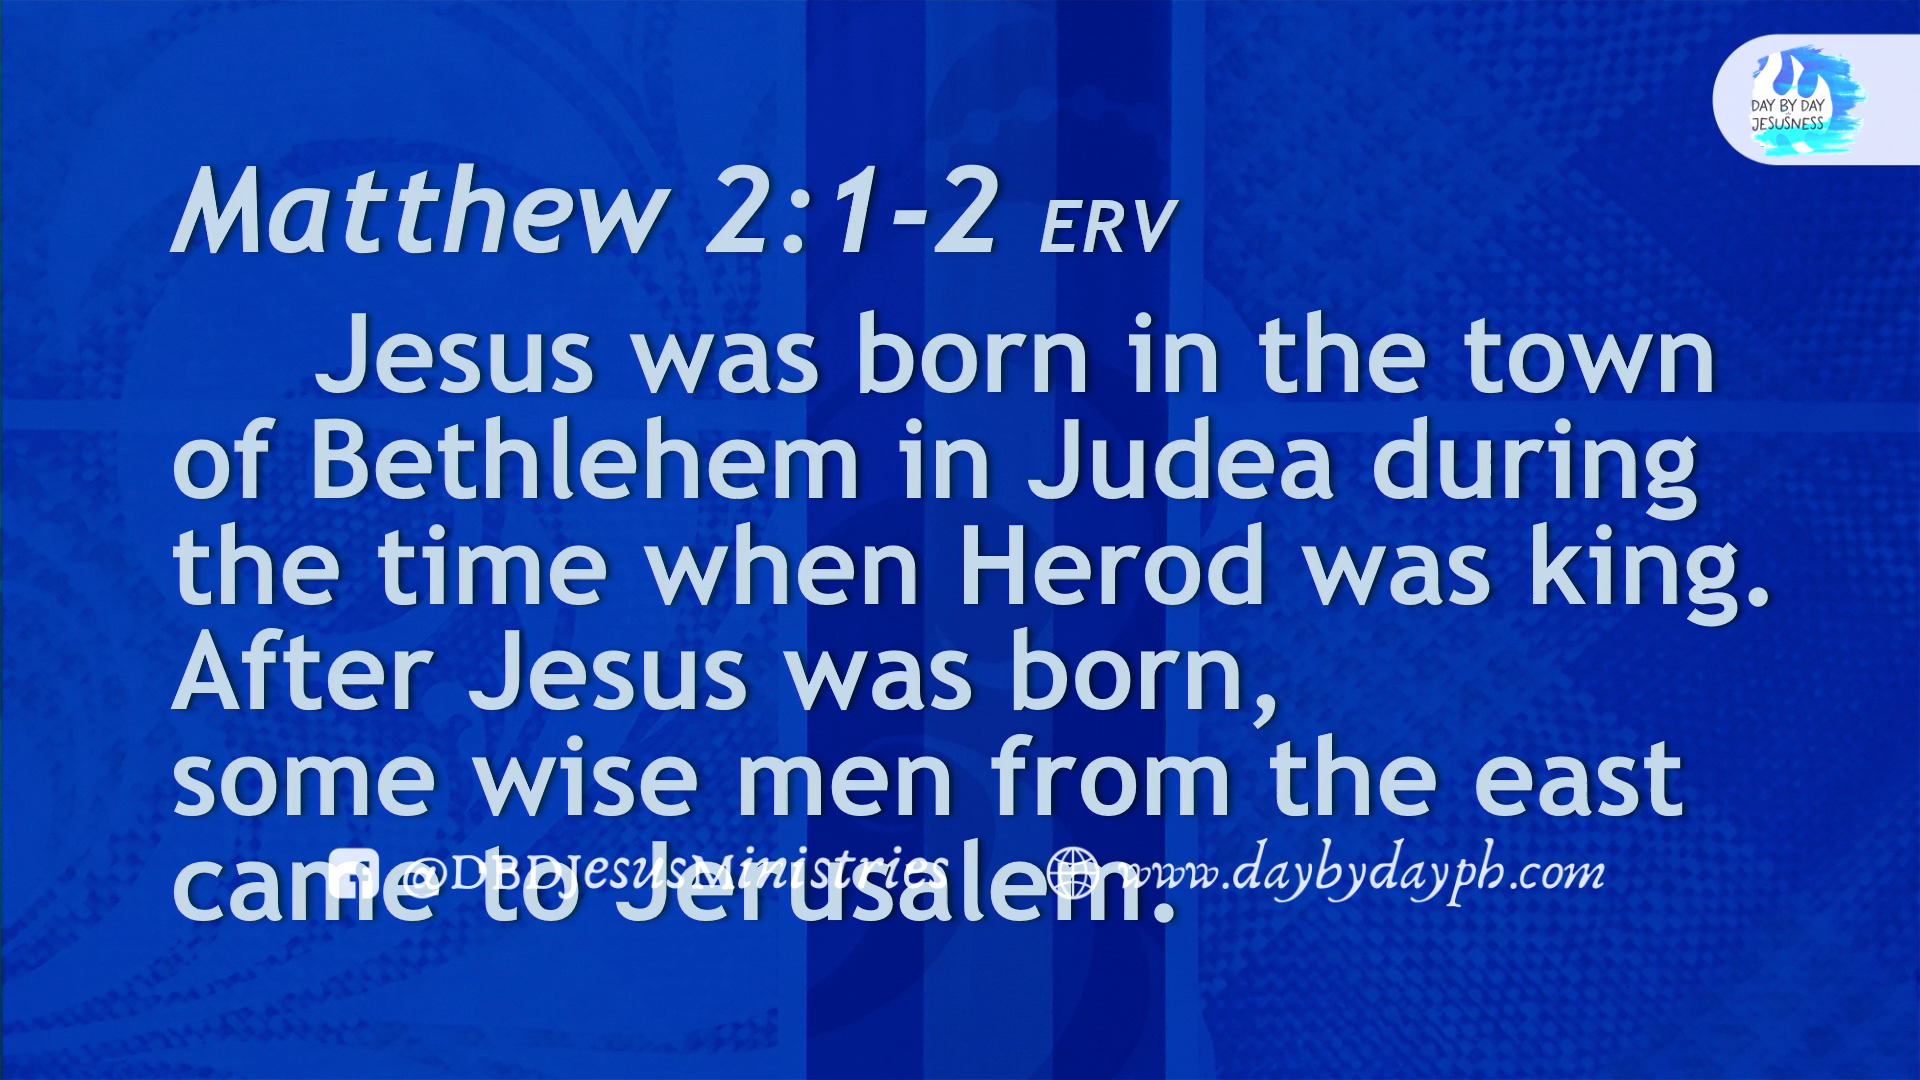 DAY BY DAY
JESUSNESS
Matthew 2:1-2 ERV
Jesus was born in the town
of Bethlehem in Judea during
the time when Herod was king.
After Jesus was born,
some wise men from the east
came to Jerusalem.
@DBDJesusMinistries www.daybydayph.com